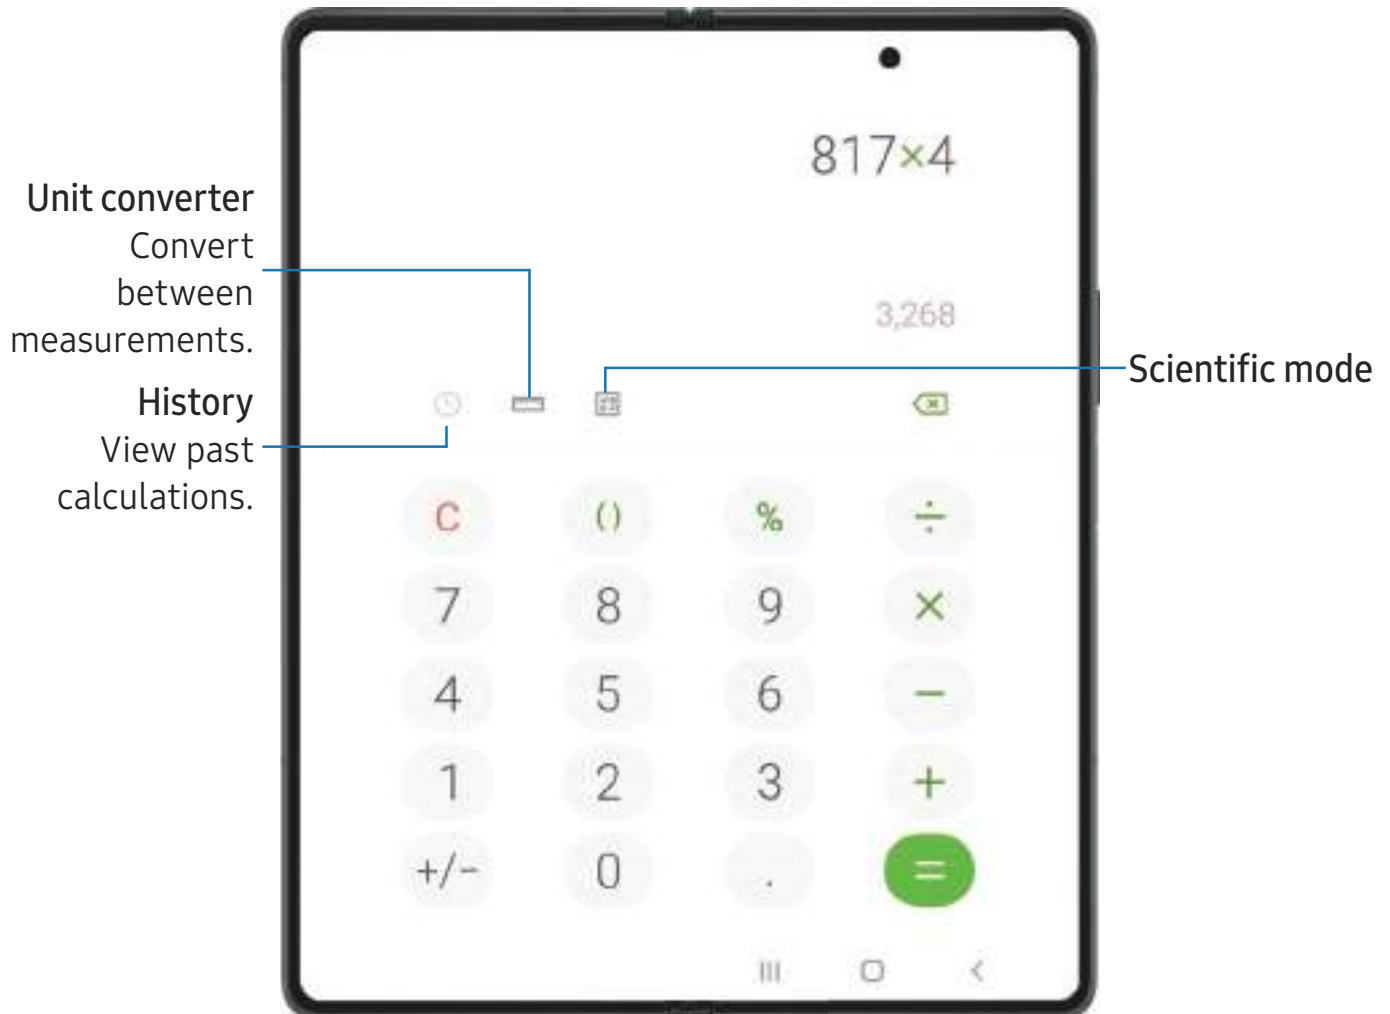 817×4
Unit converter
Convert
between
measurements.
3,268
Scientific mode
History
View past
calculations.
C () % ÷
7 8 9 ×
4 5 6 −
1 2 3 +
+/− 0 . =